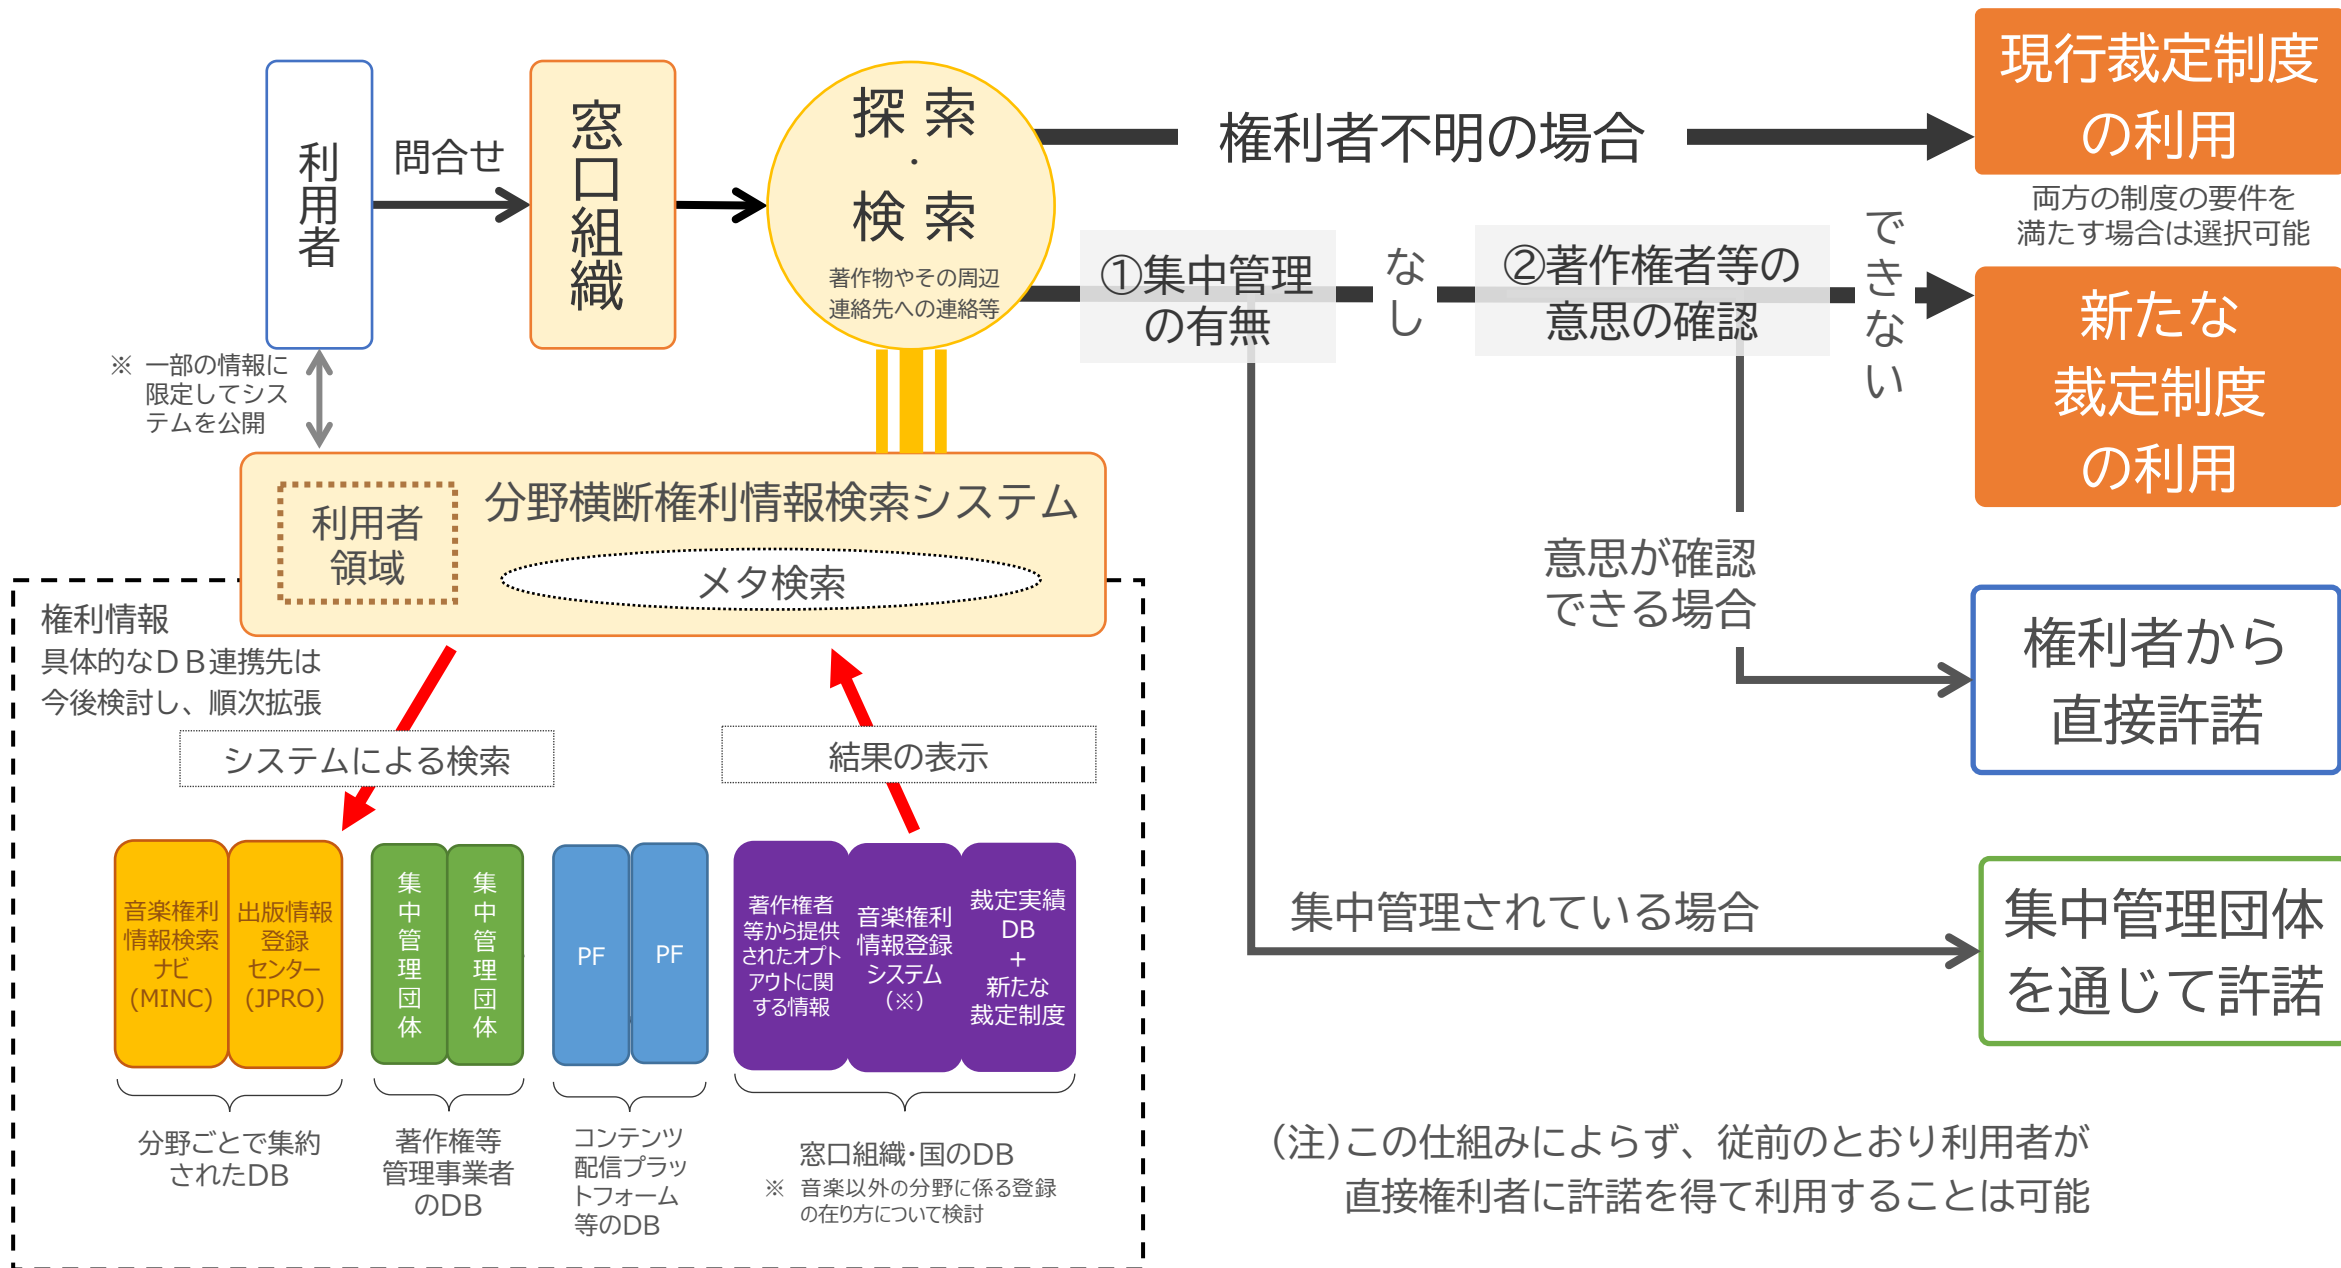 利用者
問合せ
窓口組織
探 索
・
検 索
著作物やその周辺
連絡先への連絡等
権利者不明の場合
現行裁定制度
の利用
両方の制度の要件を
満たす場合は選択可能
①集中管理
の有無
なし
②著作権者等の
意思の確認
できない
新たな
裁定制度
の利用
※ 一部の情報に
限定してシス
テムを公開
分野横断権利情報検索システム
利用者
領域
メタ検索
意思が確認
できる場合
権利者から
直接許諾
権利情報
具体的なDB連携先は
今後検討し、順次拡張
システムによる検索
結果の表示
集中管理されている場合
集中管理団体
を通じて許諾
音楽権利
情報検索
ナビ
(MINC)
出版情報
登録
センター
(JPRO)
集中管理団体
集中管理団体
PF
PF
著作権者
等から提供
されたオプト
アウトに関
する情報
音楽権利
情報登録
システム
(※)
裁定実績
DB
+
新たな
裁定制度
分野ごとで集約
されたDB
著作権等
管理事業者
のDB
コンテンツ
配信プラッ
トフォーム
等のDB
窓口組織・国のDB
※ 音楽以外の分野に係る登録
の在り方について検討
(注)この仕組みによらず、従前のとおり利用者が
直接権利者に許諾を得て利用することは可能